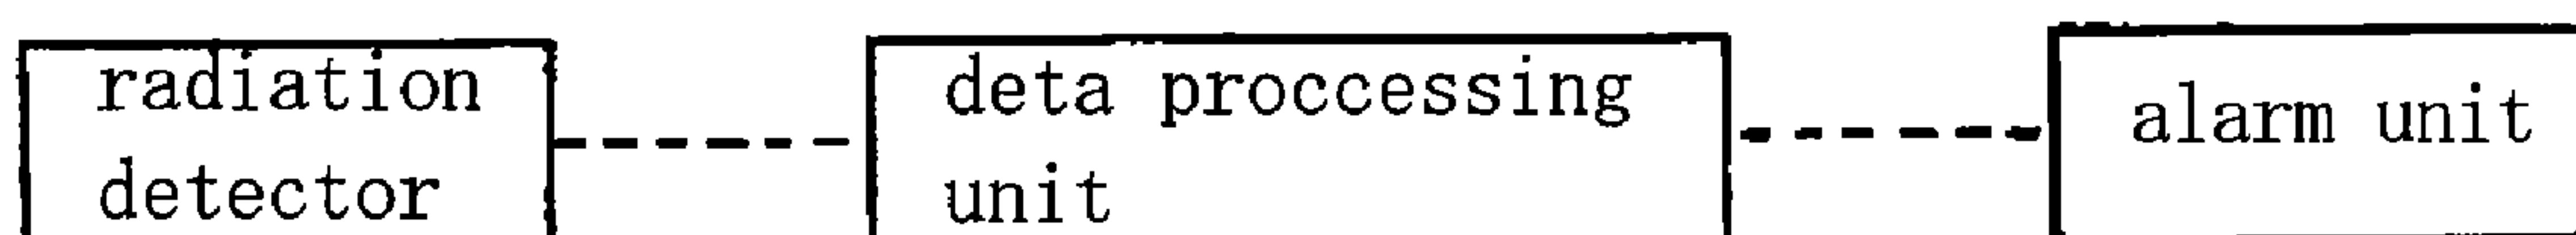 radiation
detector
deta proccessing
unit
alarm unit